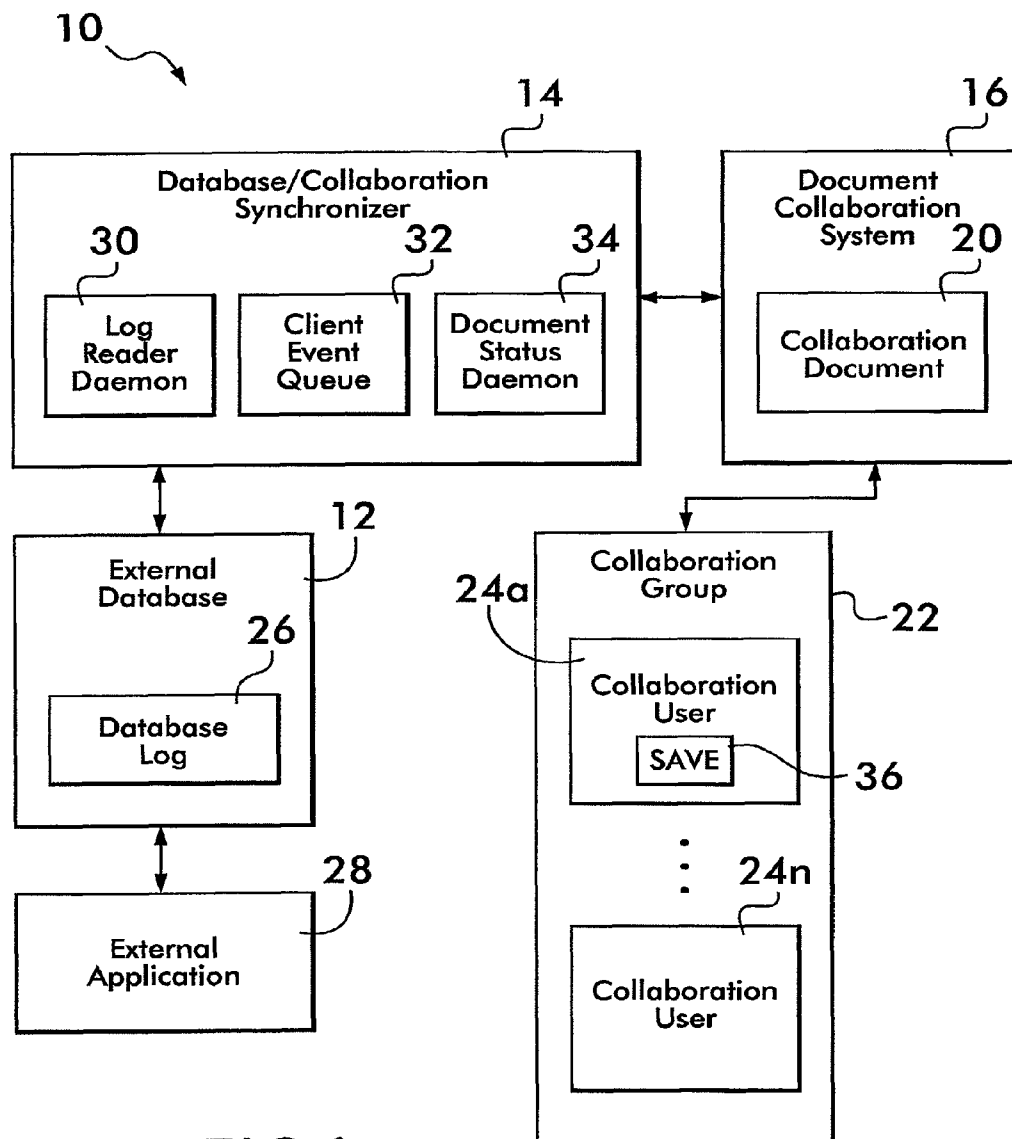 10
14
16
Database/Collaboration
Synchronizer
30
32
34
Log
Reader
Daemon
Client
Event
Queue
Document
Status
Daemon
Document
Collaboration
System
20
Collaboration
Document
12
External
Database
26
Database
Log
28
External
Application
Collaboration
Group
22
24a
Collaboration
User
SAVE
36
24n
Collaboration
User